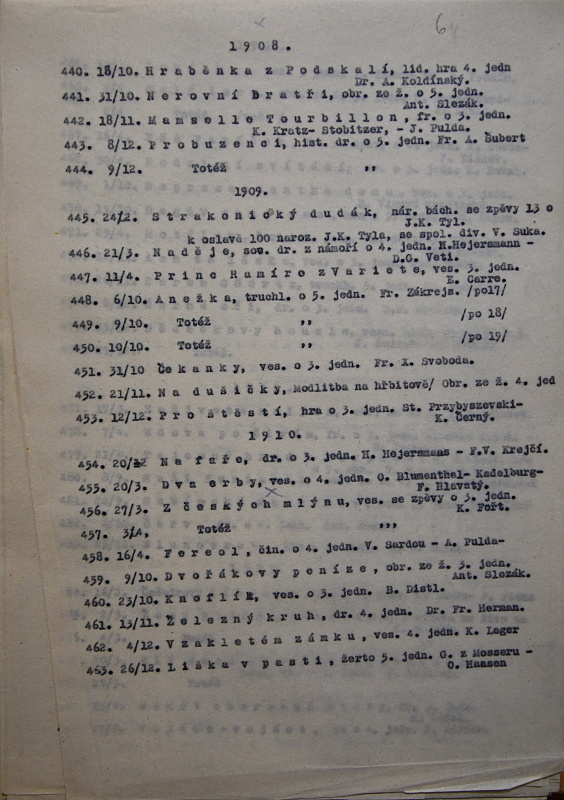 6
1908.
440. 18/10. Hraběnka z Podskalí, lid. hra 4. jedn
Dr. A. Koldínský.
441. 31/10. Nerovní Bratři, obr. ze ž. o 5. jedn.
Ant. Slezák.
442. 18/11. Mamselle Tourbillon, fr. o 3. jedn.
K. Kratz- Stobitzer, - J. Pulda.
443. 8/12. Probuzenci, hist. dr. o 5. jedn. Fr. A. Šubert
444. 9/12. Totéž ,,
1909.
445. 24/2. Strakonický dudák, nár. bách. se zpěvy 13 o
J.K. Tyl.
k oslavě 100 naroz. J.K. Tyla, se spol. div. V. Suka.
446. 21/3. Naděje, sou. dr. z námoří o 4. jedn. H.Hejersmann -
D.G. Veti.
447. 11/4. Princ Ramíro zVariete, ves. 3. jedn.
E. Carre.
448. 6/10. Anežka, truchl. o 5. jedn. Fr. Zákrejs. /po17/
449. 9/10. Totéž ,, /po 18/
450. 10/10. Totéž ,, /po 19/
451. 31/10 Čekanky, ves. o 3. jedn. Fr. X. Svoboda.
452. 21/11. Na dušičky, Modlitba na hřbitově/ Obr. ze ž. 4. jed
453. 12/12. Pro štěstí, hra o 3. jedn. St. Przybyszevski-
K. Černý.
1910.
454. 20/12 Na faře, dr. o 3. jedn. H. Hejersmaas - F.V. Krejčí.
455. 20/3. Dva erby, ves. o 4. jedn. O. Blumenthal- Kadelburg-
F. Hlavatý.
456. 27/3. Z českých mlýnu, ves. se zpěvy o 3. jedn.
K. Fořt.
457. 3/4, Totéž ,,,
458. 16/4. Fereol, čin. o 4. jedn. V. Sardou - A. Pulda-
459. 9/10. Dvořákovy peníze, obr. ze ž. 3. jedn.
Ant. Slezák.
460. 23/10. Knoflík, ves. o 3. jedn. B. Distl.
461. 13/11. Železný kruh, dr. 4. jedn. Dr. Fr. Herman.
462. 4/12. V zakletém zámku, ves. 4. jedn. K. Leger
463. 26/12. Liška v pasti, žerto 5. jedn. G. z Mosseru -
O. Hansen